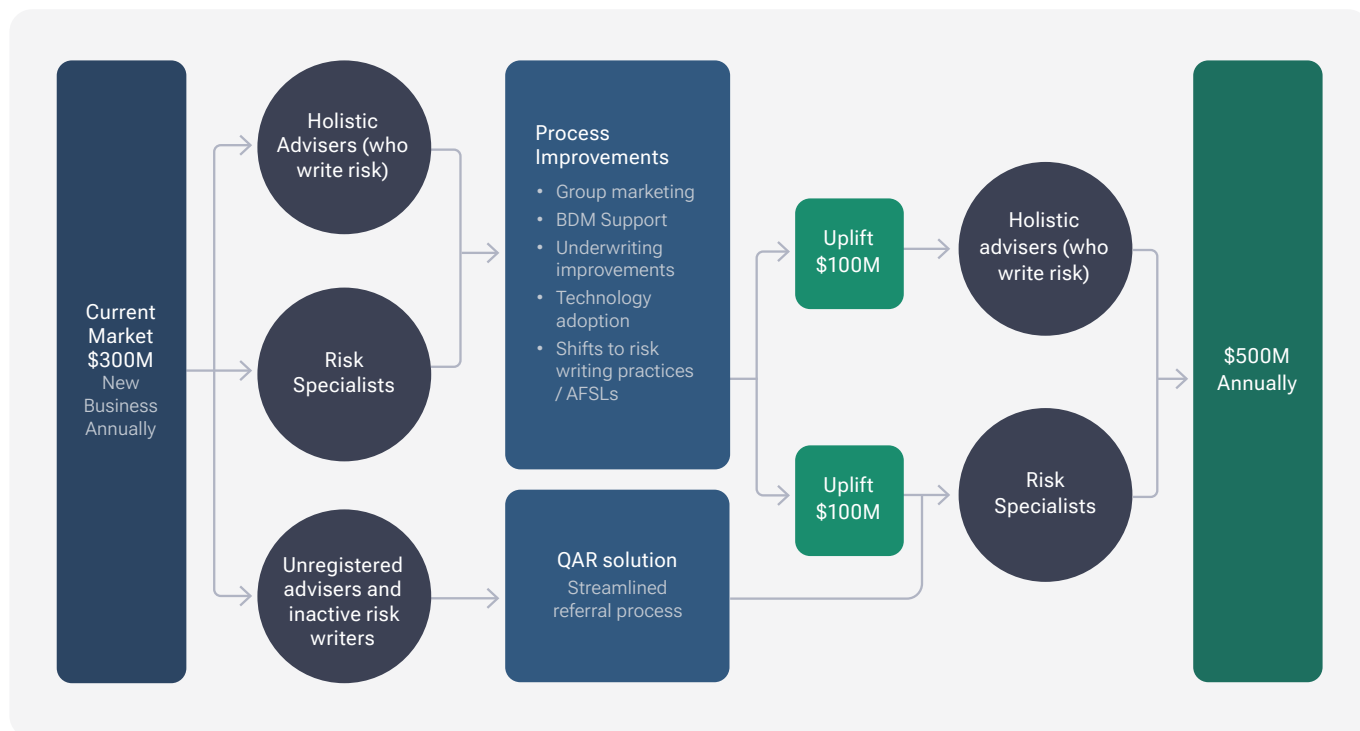 Current
Market
$300M
New
Business
Annually
Holistic
Advisers (who
write risk)
Risk
Specialists
Unregistered
advisers and
inactive risk
writers
Process
Improvements
• Group marketing
• BDM Support
• Underwriting
improvements
• Technology
adoption
• Shifts to risk
writing practices
/ AFSLs
QAR solution
Streamlined
referral process
Uplift
$100M
Uplift
$100M
Holistic
advisers (who
write risk)
Risk
Specialists
$500M
Annually